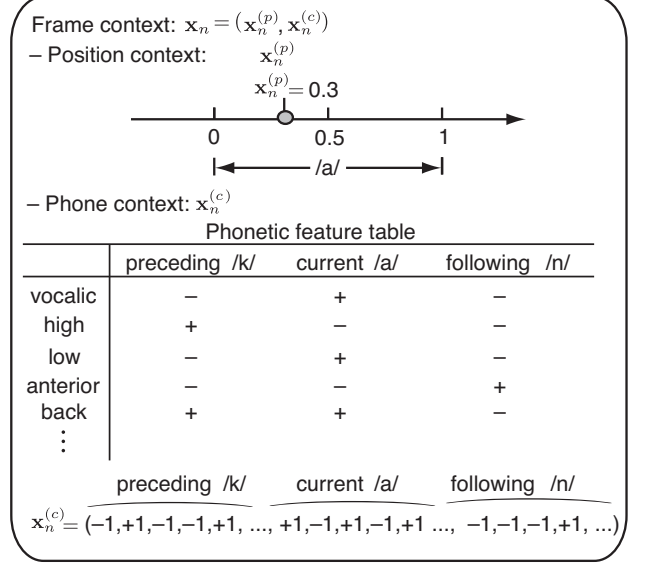 Frame context: xₙ = (xₙ⁽ᵖ⁾, xₙ⁽ᶜ⁾)
– Position context: xₙ⁽ᵖ⁾
xₙ⁽ᵖ⁾ = 0.3
0 0.5 1
/a/
– Phone context: xₙ⁽ᶜ⁾
Phonetic feature table
preceding /k/ current /a/ following /n/
vocalic – + –
high + – –
low – + –
anterior – – +
back + + –
⋮
preceding /k/ current /a/ following /n/
xₙ⁽ᶜ⁾ = (–1,+1,–1,–1,+1, ..., +1,–1,+1,–1,+1 ..., –1,–1,–1,+1, ...)